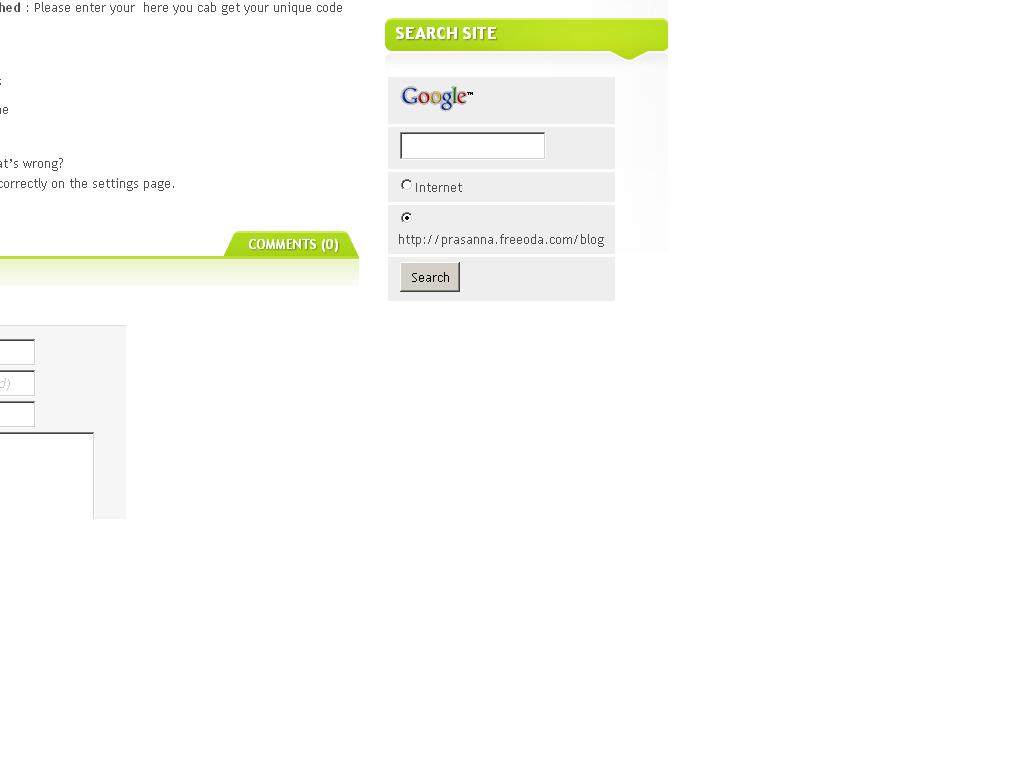 hed : Please enter your  here you cab get your unique code
at's wrong?
correctly on the settings page.
COMMENTS (0)
d)
SEARCH SITE
Google™
Internet
http://prasanna.freeoda.com/blog
Search